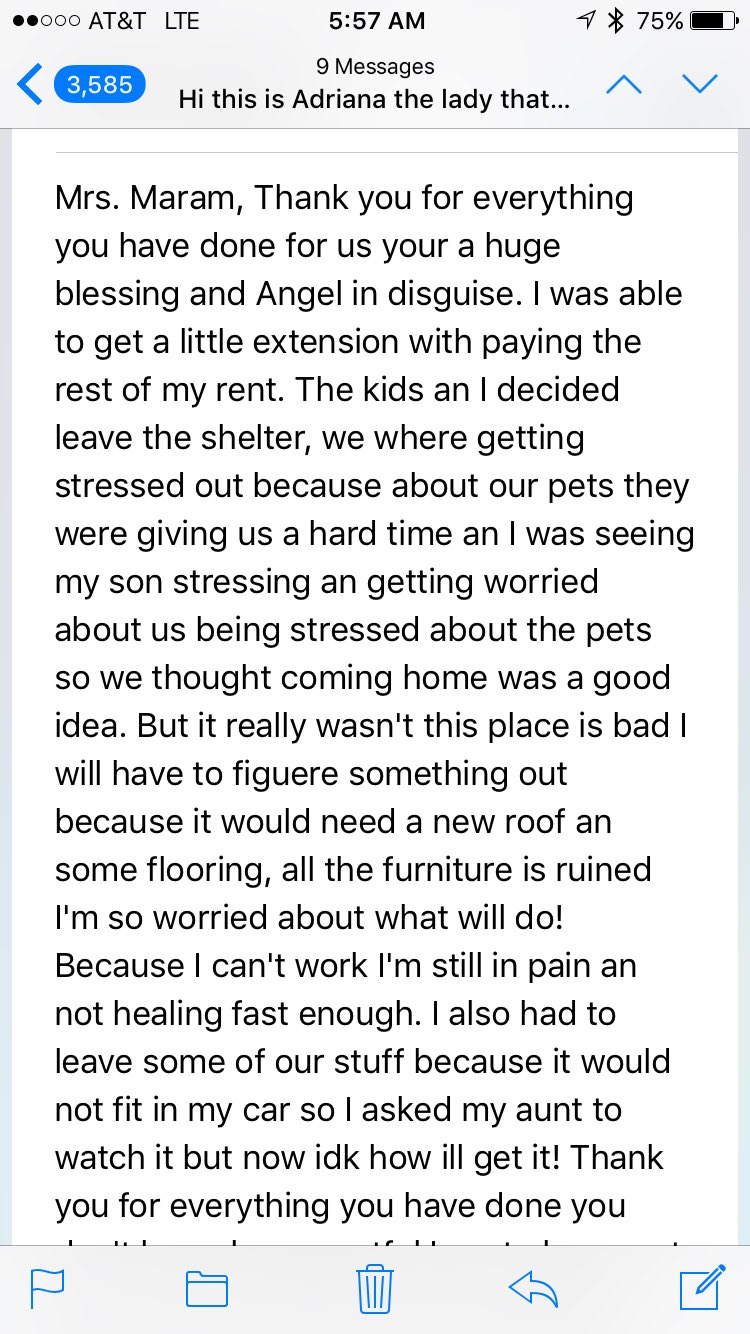 AT&T LTE 5:57 AM 75%
9 Messages
3,585
Hi this is Adriana the lady that...
Mrs. Maram, Thank you for everything
you have done for us your a huge
blessing and Angel in disguise. I was able
to get a little extension with paying the
rest of my rent. The kids an I decided
leave the shelter, we where getting
stressed out because about our pets they
were giving us a hard time an I was seeing
my son stressing an getting worried
about us being stressed about the pets
so we thought coming home was a good
idea. But it really wasn't this place is bad I
will have to figuere something out
because it would need a new roof an
some flooring, all the furniture is ruined
I'm so worried about what will do!
Because I can't work I'm still in pain an
not healing fast enough. I also had to
leave some of our stuff because it would
not fit in my car so I asked my aunt to
watch it but now idk how ill get it! Thank
you for everything you have done you